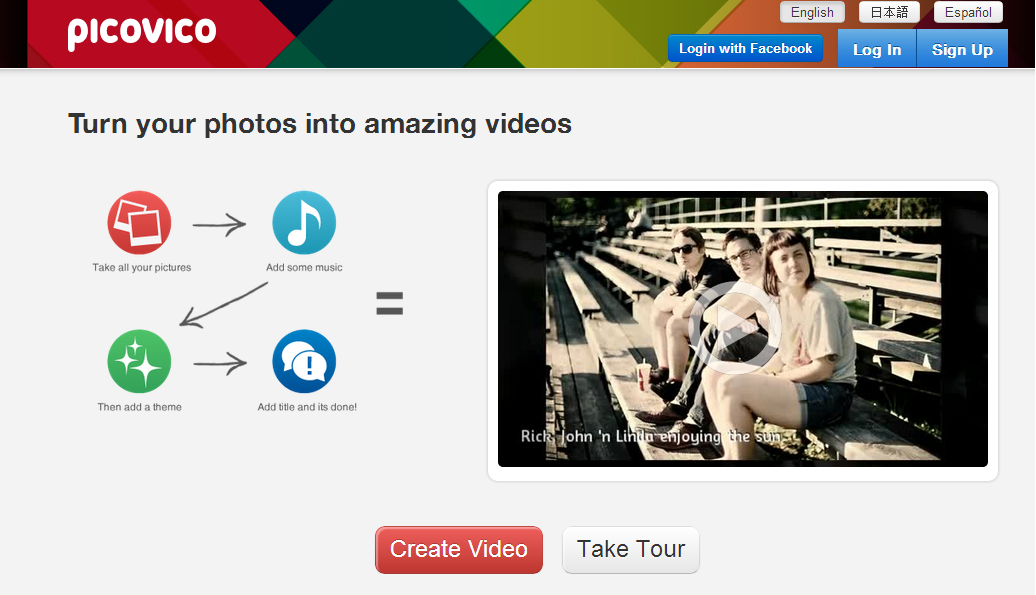 picovico
English 日本語 Español
Login with Facebook Log In Sign Up
Turn your photos into amazing videos
Take all your pictures
Add some music
Then add a theme
Add title and its done!
Rick, John 'n Linda enjoying the sun
Create Video Take Tour